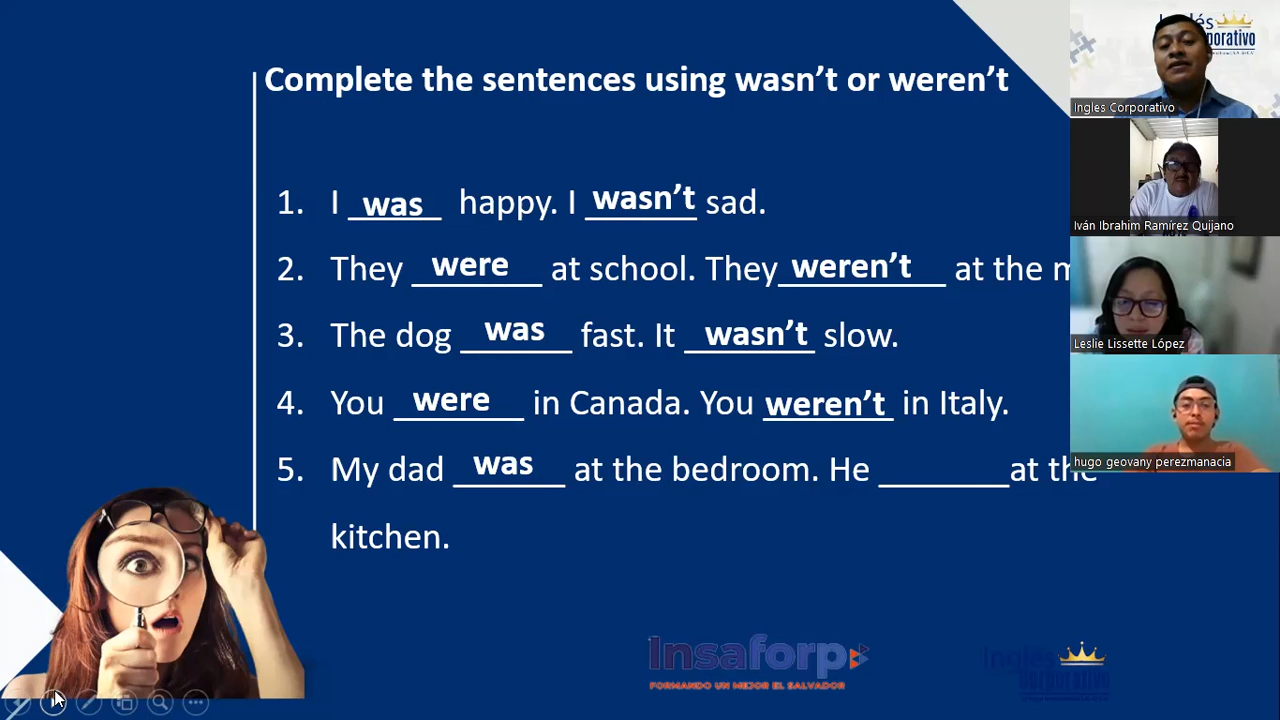 Complete the sentences using wasn’t or weren’t
1. I was happy. I wasn’t sad.
2. They were at school. They weren’t at the
3. The dog was fast. It wasn’t slow.
4. You were in Canada. You weren’t in Italy.
5. My dad was at the bedroom. He ________at the
kitchen.
Insaforp
FORMANDO UN MEJOR EL SALVADOR
Inglés
Corporativo
Ingles Corporativo
Iván Ibrahim Ramírez Quijano
Leslie Lissette López
hugo geovany perezmanacia